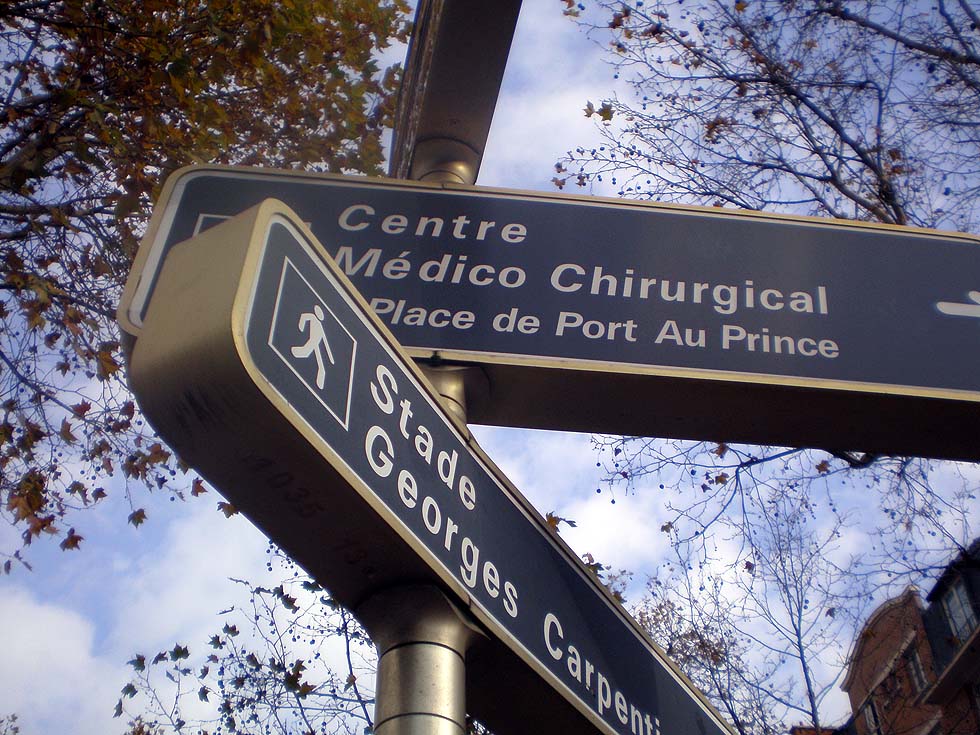 Centre
Médico Chirurgical
Place de Port Au Prince
Stade
Georges Carpenti